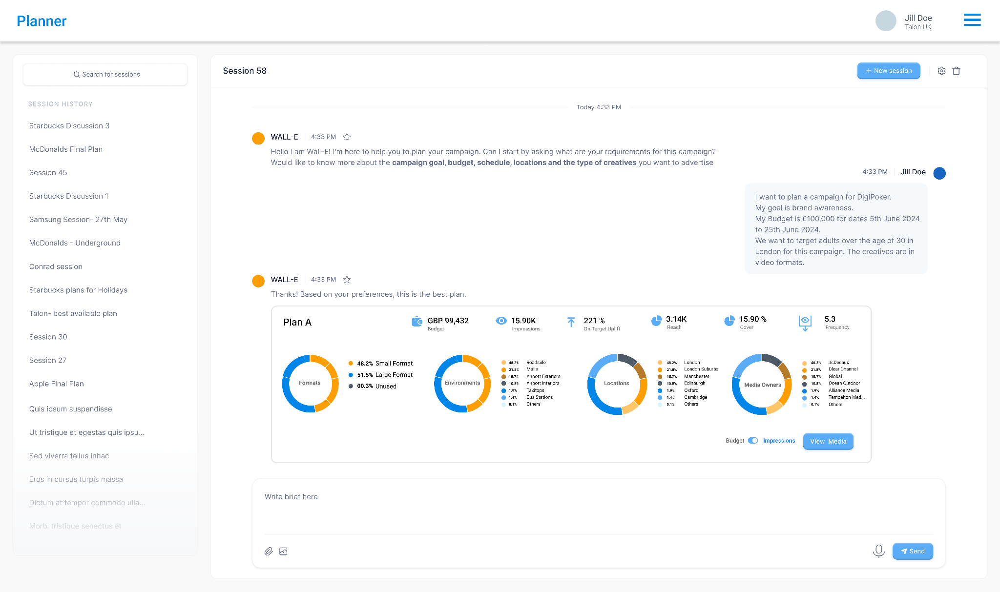 Planner
Jill Doe
Talon UK
Search for sessions
SESSION HISTORY
Starbucks Discussion 3
McDonalds Final Plan
Session 45
Starbucks Discussion 1
Samsung Session- 27th May
McDonalds - Underground
Conrad session
Starbucks plans for Holidays
Talon- best available plan
Session 30
Session 27
Apple Final Plan
Quis ipsum suspendisse
Ut tristique et egestas quis ipsu...
Sed viverra tellus inhac
Eros in cursus turpis massa
Dictum at tempor commodo ulla...
Morbi tristique senectus et
Session 58
+ New session
Today 4:33 PM
WALL-E 4:33 PM
Hello I am Wall-E! I'm here to help you to plan your campaign. Can I start by asking what are your requirements for this campaign?
Would like to know more about the campaign goal, budget, schedule, locations and the type of creatives you want to advertise
4:33 PM Jill Doe
I want to plan a campaign for DigiPoker.
My goal is brand awareness.
My Budget is £100,000 for dates 5th June 2024
to 25th June 2024.
We want to target adults over the age of 30 in
London for this campaign. The creatives are in
video formats.
WALL-E 4:33 PM
Thanks! Based on your preferences, this is the best plan.
Plan A
GBP 99,432
Budget
15.90K
Impressions
221 %
On-Target Uplift
3.14K
Reach
15.90 %
Cover
5.3
Frequency
Formats
48.2% Small Format
51.5% Large Format
00.3% Unused
Environments
48.2% Roadside
21.8% Malls
15.7% Airport Exteriors
10.8% Airport Interiors
1.9% Taxitops
1.4% Bus Stations
0.1% Others
Locations
48.2% London
21.8% London Suburbs
15.7% Manchester
10.8% Edinburgh
1.9% Oxford
1.4% Cambridge
0.1% Others
Media Owners
48.2% JcDecaux
21.8% Clear Channel
15.7% Global
10.8% Ocean Outdoor
1.9% Alliance Media
1.4% Tempelton Med...
0.1% Others
Budget Impressions
View Media
Write brief here
Send